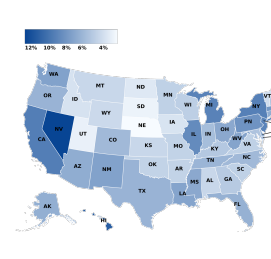 12% 10% 8% 6% 4%
WA
MT
ND
MN
OR
ID
SD
WI
MI
NY
VT
WY
NE
IA
PA
NV
UT
CO
IL
IN
OH
CA
KS
MO
WV
VA
KY
AZ
NM
OK
AR
TN
NC
SC
TX
LA
MS
AL
GA
FL
AK
HI